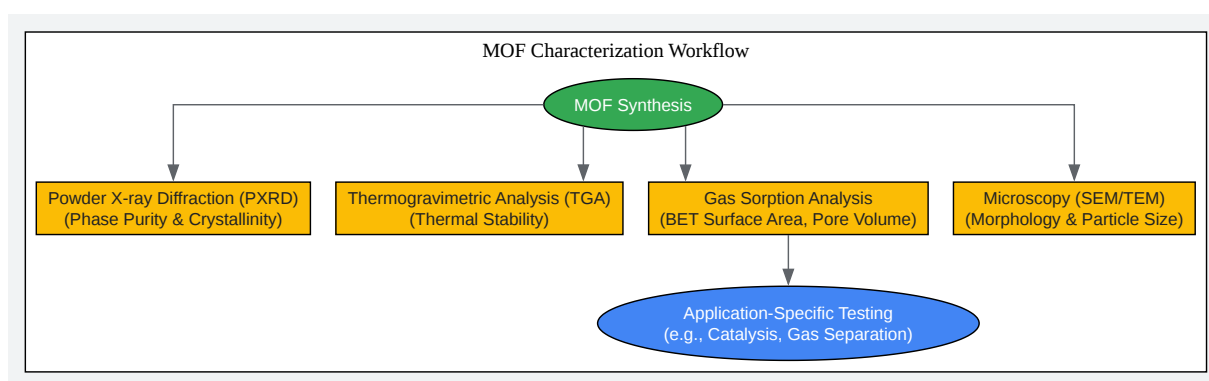 MOF Characterization Workflow
MOF Synthesis
Powder X-ray Diffraction (PXRD)
(Phase Purity & Crystallinity)
Thermogravimetric Analysis (TGA)
(Thermal Stability)
Gas Sorption Analysis
(BET Surface Area, Pore Volume)
Microscopy (SEM/TEM)
(Morphology & Particle Size)
Application-Specific Testing
(e.g., Catalysis, Gas Separation)